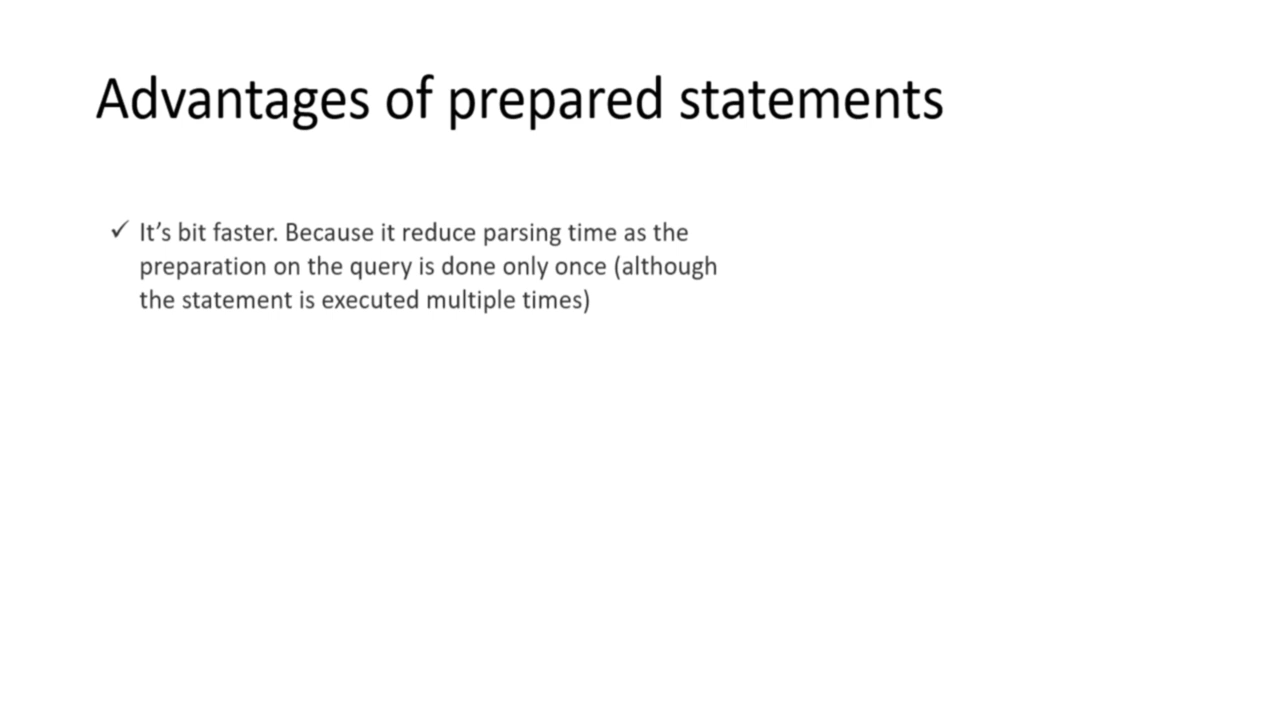 Advantages of prepared statements
✓ It’s bit faster. Because it reduce parsing time as the
preparation on the query is done only once (although
the statement is executed multiple times)